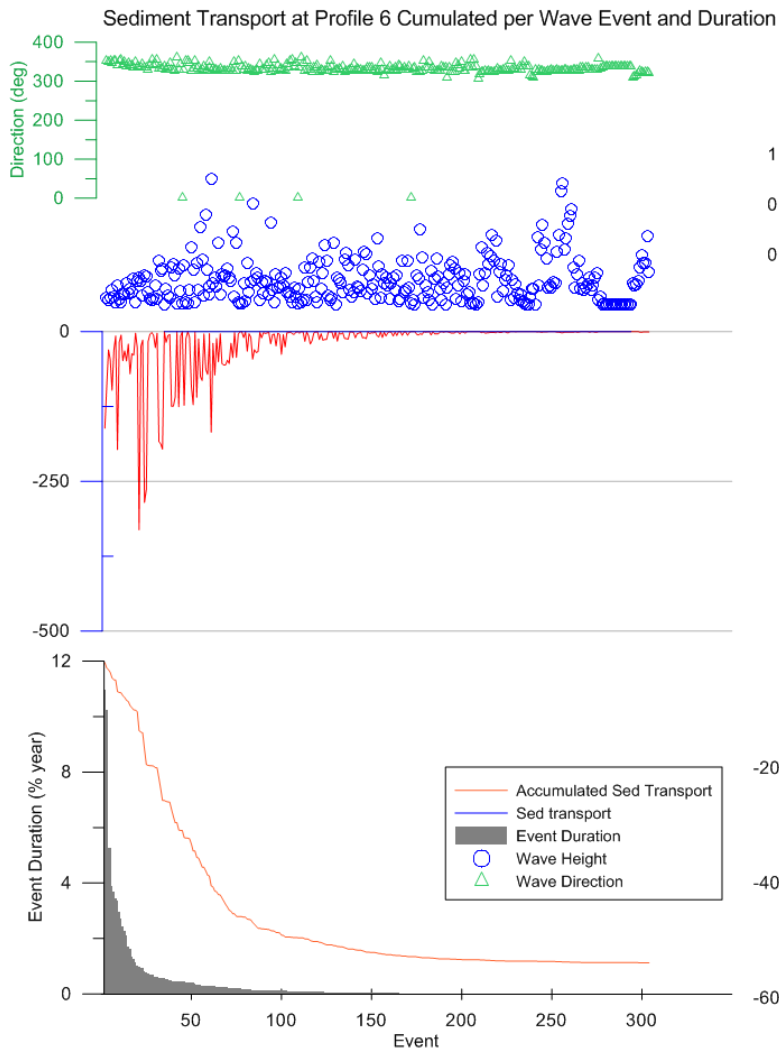 Sediment Transport at Profile 6 Cumulated per Wave Event and Duration
400
300
200
100
0
Direction (deg)
1
0
0
0
-250
-500
12
8
4
0
Event Duration (% year)
-20
-40
-60
Accumulated Sed Transport
Sed transport
Event Duration
Wave Height
Wave Direction
50
100
150
200
250
300
Event